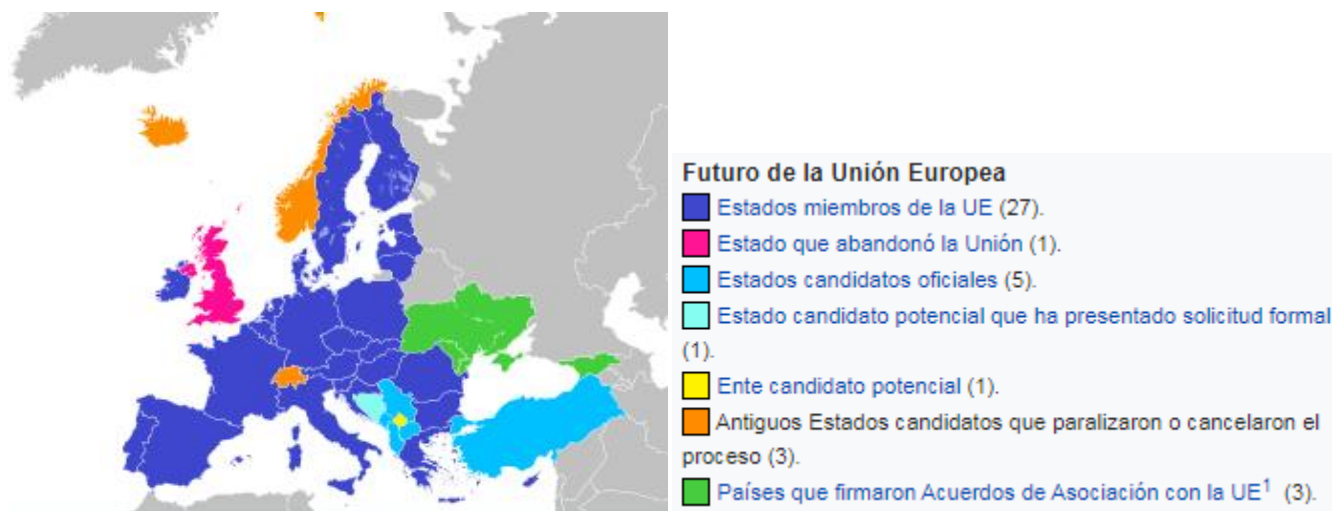 Futuro de la Unión Europea
Estados miembros de la UE (27).
Estado que abandonó la Unión (1).
Estados candidatos oficiales (5).
Estado candidato potencial que ha presentado solicitud formal
(1).
Ente candidato potencial (1).
Antiguos Estados candidatos que paralizaron o cancelaron el
proceso (3).
Países que firmaron Acuerdos de Asociación con la UE¹ (3).